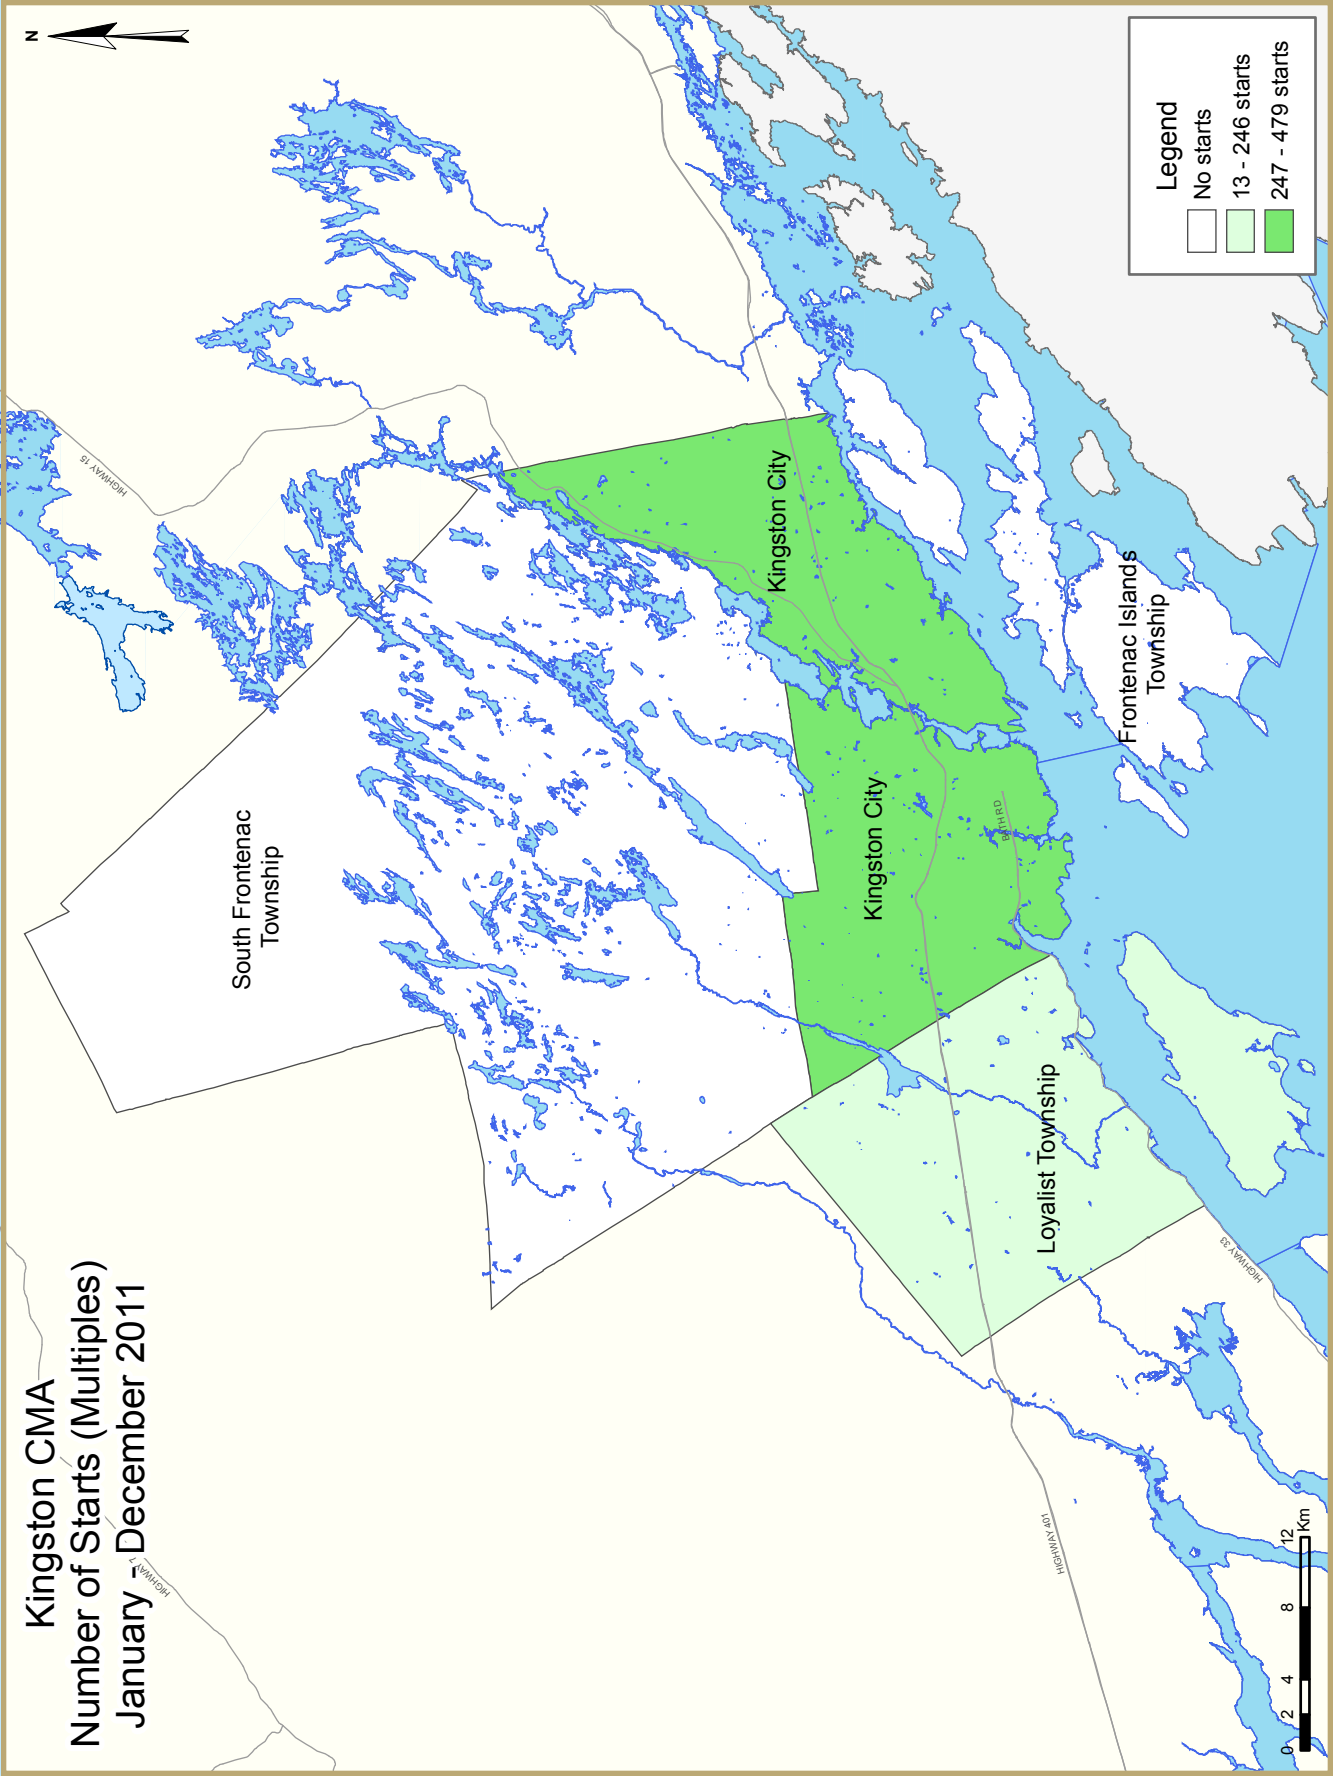 Kingston CMA
Number of Starts (Multiples)
January - December 2011
N
HIGHWAY 7
HIGHWAY 15
South Frontenac
Township
Kingston City
Kingston City
BATH RD
Loyalist Township
Frontenac Islands
Township
HIGHWAY 401
HIGHWAY 33
0 2 4 8 12
Km
Legend
No starts
13 - 246 starts
247 - 479 starts